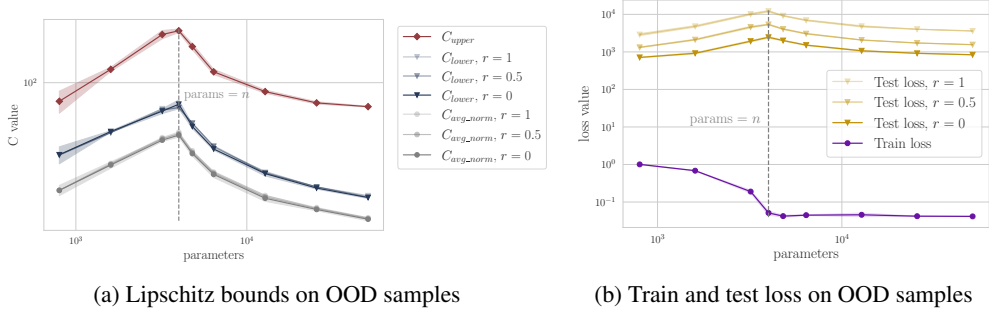 C value
10²
10³
10⁴
parameters
params = n
C_upper
C_lower, r = 1
C_lower, r = 0.5
C_lower, r = 0
C_avg_norm, r = 1
C_avg_norm, r = 0.5
C_avg_norm, r = 0
(a) Lipschitz bounds on OOD samples
loss value
10⁴
10³
10²
10¹
10⁰
10⁻¹
10³
10⁴
parameters
params = n
Test loss, r = 1
Test loss, r = 0.5
Test loss, r = 0
Train loss
(b) Train and test loss on OOD samples